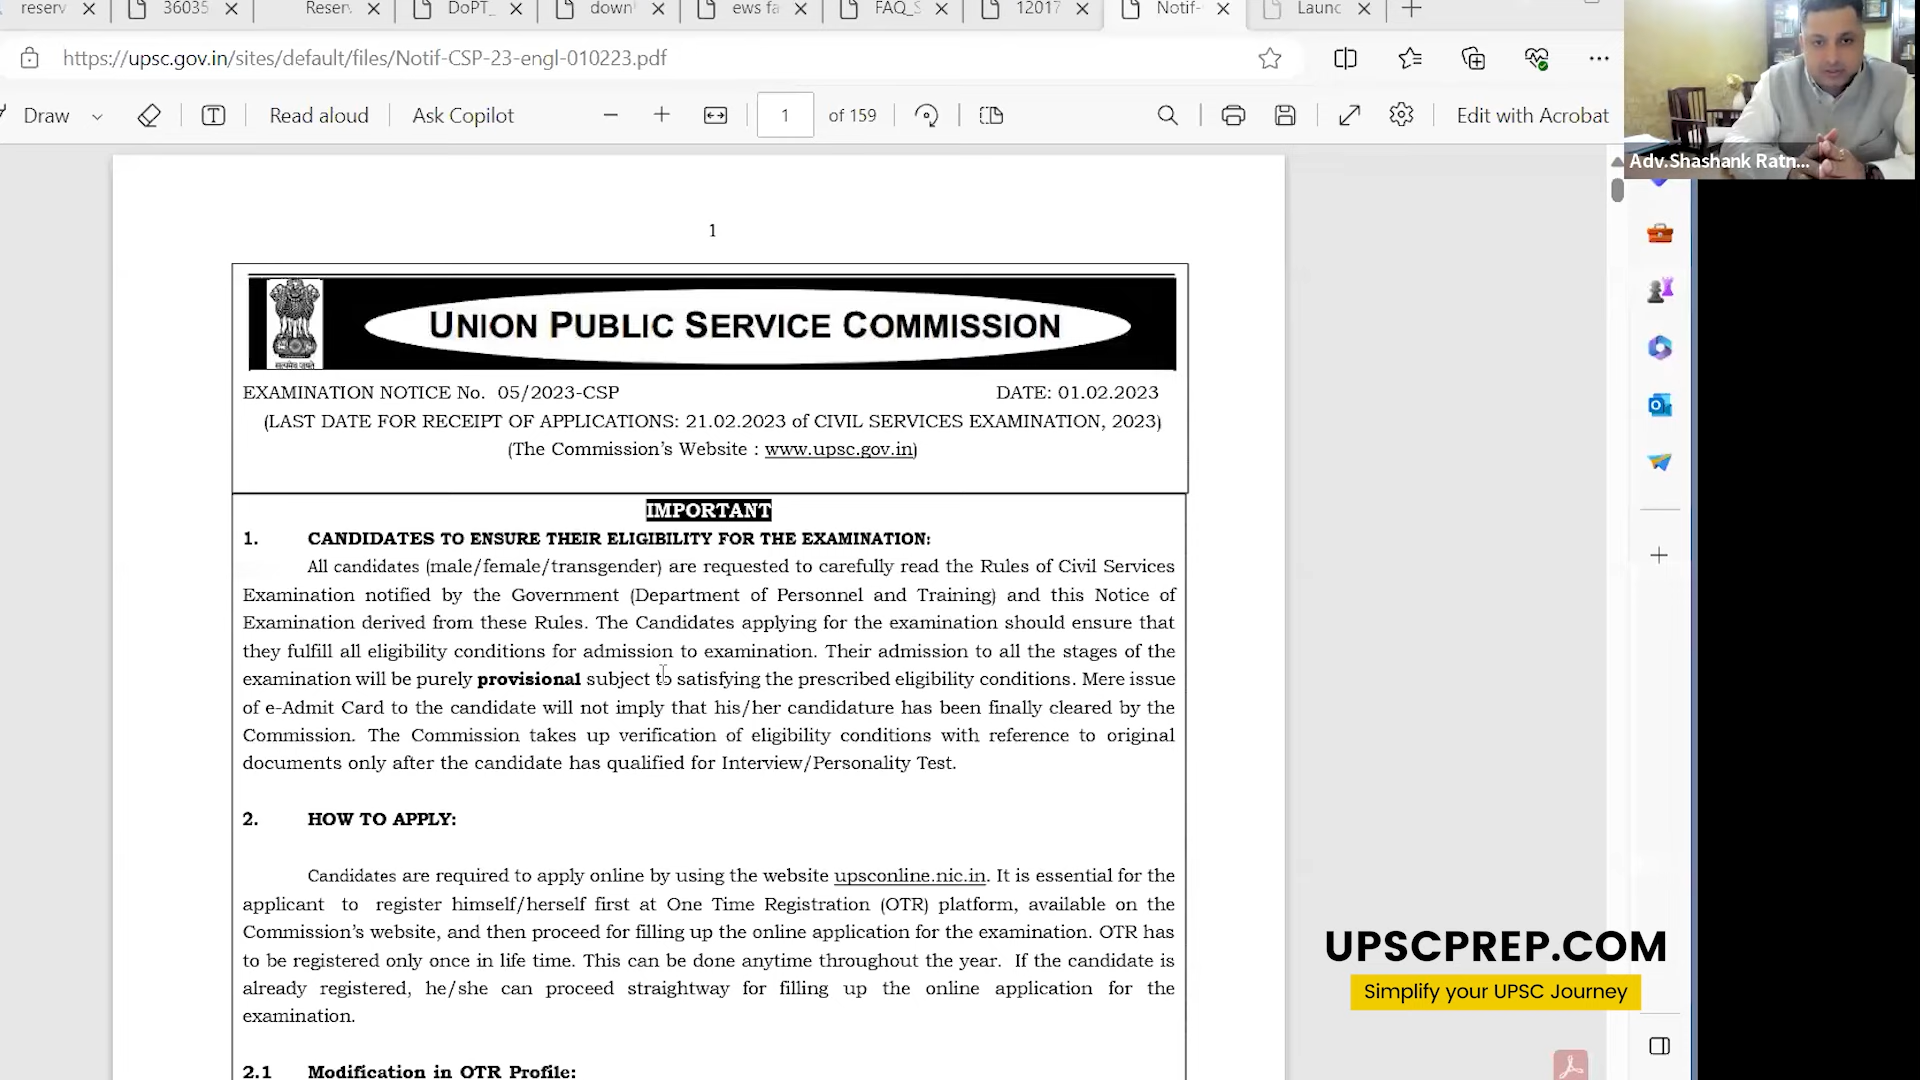 reserv
36035
Reserv
DoPT_
down
ews fa
FAQ_S
12017
Notif-
Launc
https://upsc.gov.in/sites/default/files/Notif-CSP-23-engl-010223.pdf
Draw
Read aloud
Ask Copilot
1
of 159
Edit with Acrobat
Adv.Shashank Ratn...
1
UNION PUBLIC SERVICE COMMISSION
सत्यमेव जयते
EXAMINATION NOTICE No. 05/2023-CSP
DATE: 01.02.2023
(LAST DATE FOR RECEIPT OF APPLICATIONS: 21.02.2023 of CIVIL SERVICES EXAMINATION, 2023)
(The Commission's Website : www.upsc.gov.in)
IMPORTANT
1. CANDIDATES TO ENSURE THEIR ELIGIBILITY FOR THE EXAMINATION:
All candidates (male/female/transgender) are requested to carefully read the Rules of Civil Services
Examination notified by the Government (Department of Personnel and Training) and this Notice of
Examination derived from these Rules. The Candidates applying for the examination should ensure that
they fulfill all eligibility conditions for admission to examination. Their admission to all the stages of the
examination will be purely provisional subject to satisfying the prescribed eligibility conditions. Mere issue
of e-Admit Card to the candidate will not imply that his/her candidature has been finally cleared by the
Commission. The Commission takes up verification of eligibility conditions with reference to original
documents only after the candidate has qualified for Interview/Personality Test.
2. HOW TO APPLY:
Candidates are required to apply online by using the website upsconline.nic.in. It is essential for the
applicant to register himself/herself first at One Time Registration (OTR) platform, available on the
Commission's website, and then proceed for filling up the online application for the examination. OTR has
to be registered only once in life time. This can be done anytime throughout the year. If the candidate is
already registered, he/she can proceed straightway for filling up the online application for the
examination.
2.1 Modification in OTR Profile:
UPSCPREP.COM
Simplify your UPSC Journey